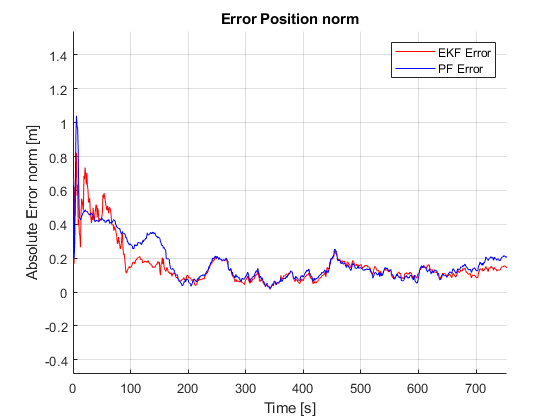 Error Position norm
EKF Error
PF Error
Absolute Error norm [m]
1.4
1.2
1
0.8
0.6
0.4
0.2
0
-0.2
-0.4
0 100 200 300 400 500 600 700
Time [s]